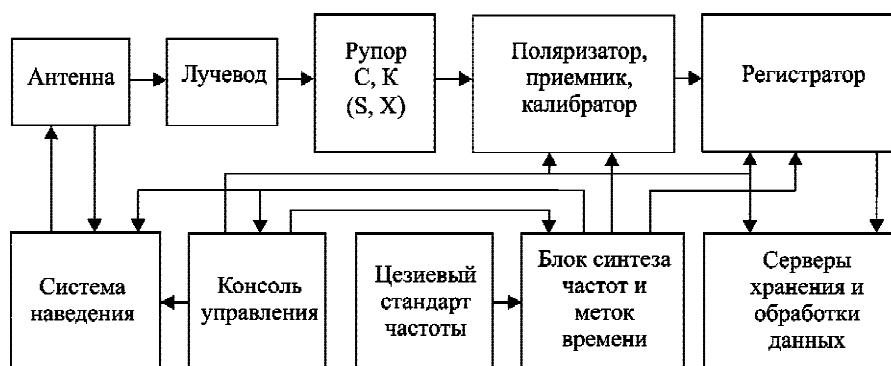 Антенна
Лучевод
Рупор
С, К
(S, X)
Поляризатор,
приемник,
калибратор
Регистратор
Система
наведения
Консоль
управления
Цезиевый
стандарт
частоты
Блок синтеза
частот и
меток
времени
Серверы
хранения и
обработки
данных